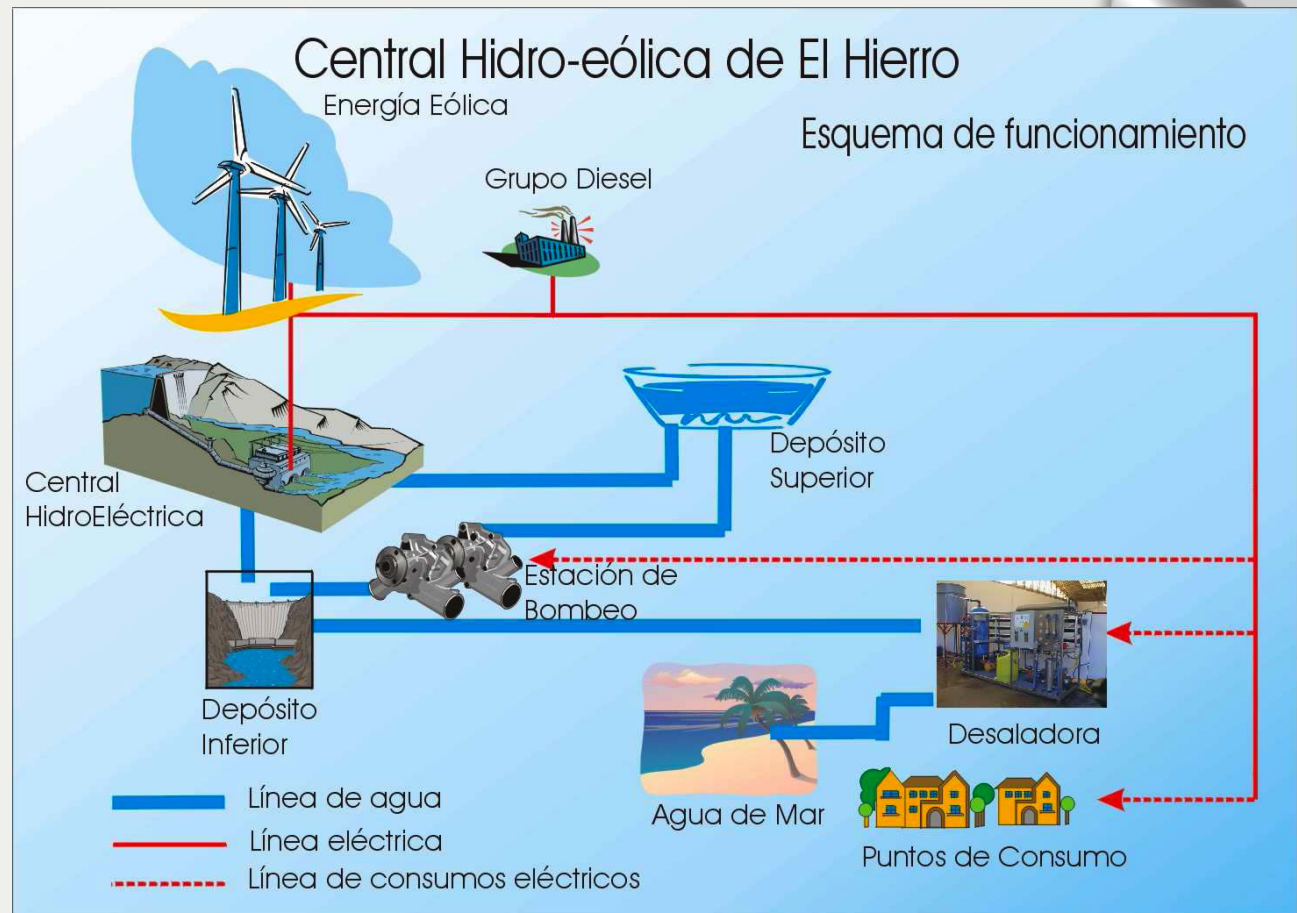 Central Hidro-eólica de El Hierro
Energía Eólica
Esquema de funcionamiento
Grupo Diesel
Depósito
Superior
Central
HidroEléctrica
Estación de
Bombeo
Depósito
Inferior
Desaladora
Agua de Mar
Puntos de Consumo
Línea de agua
Línea eléctrica
Línea de consumos eléctricos